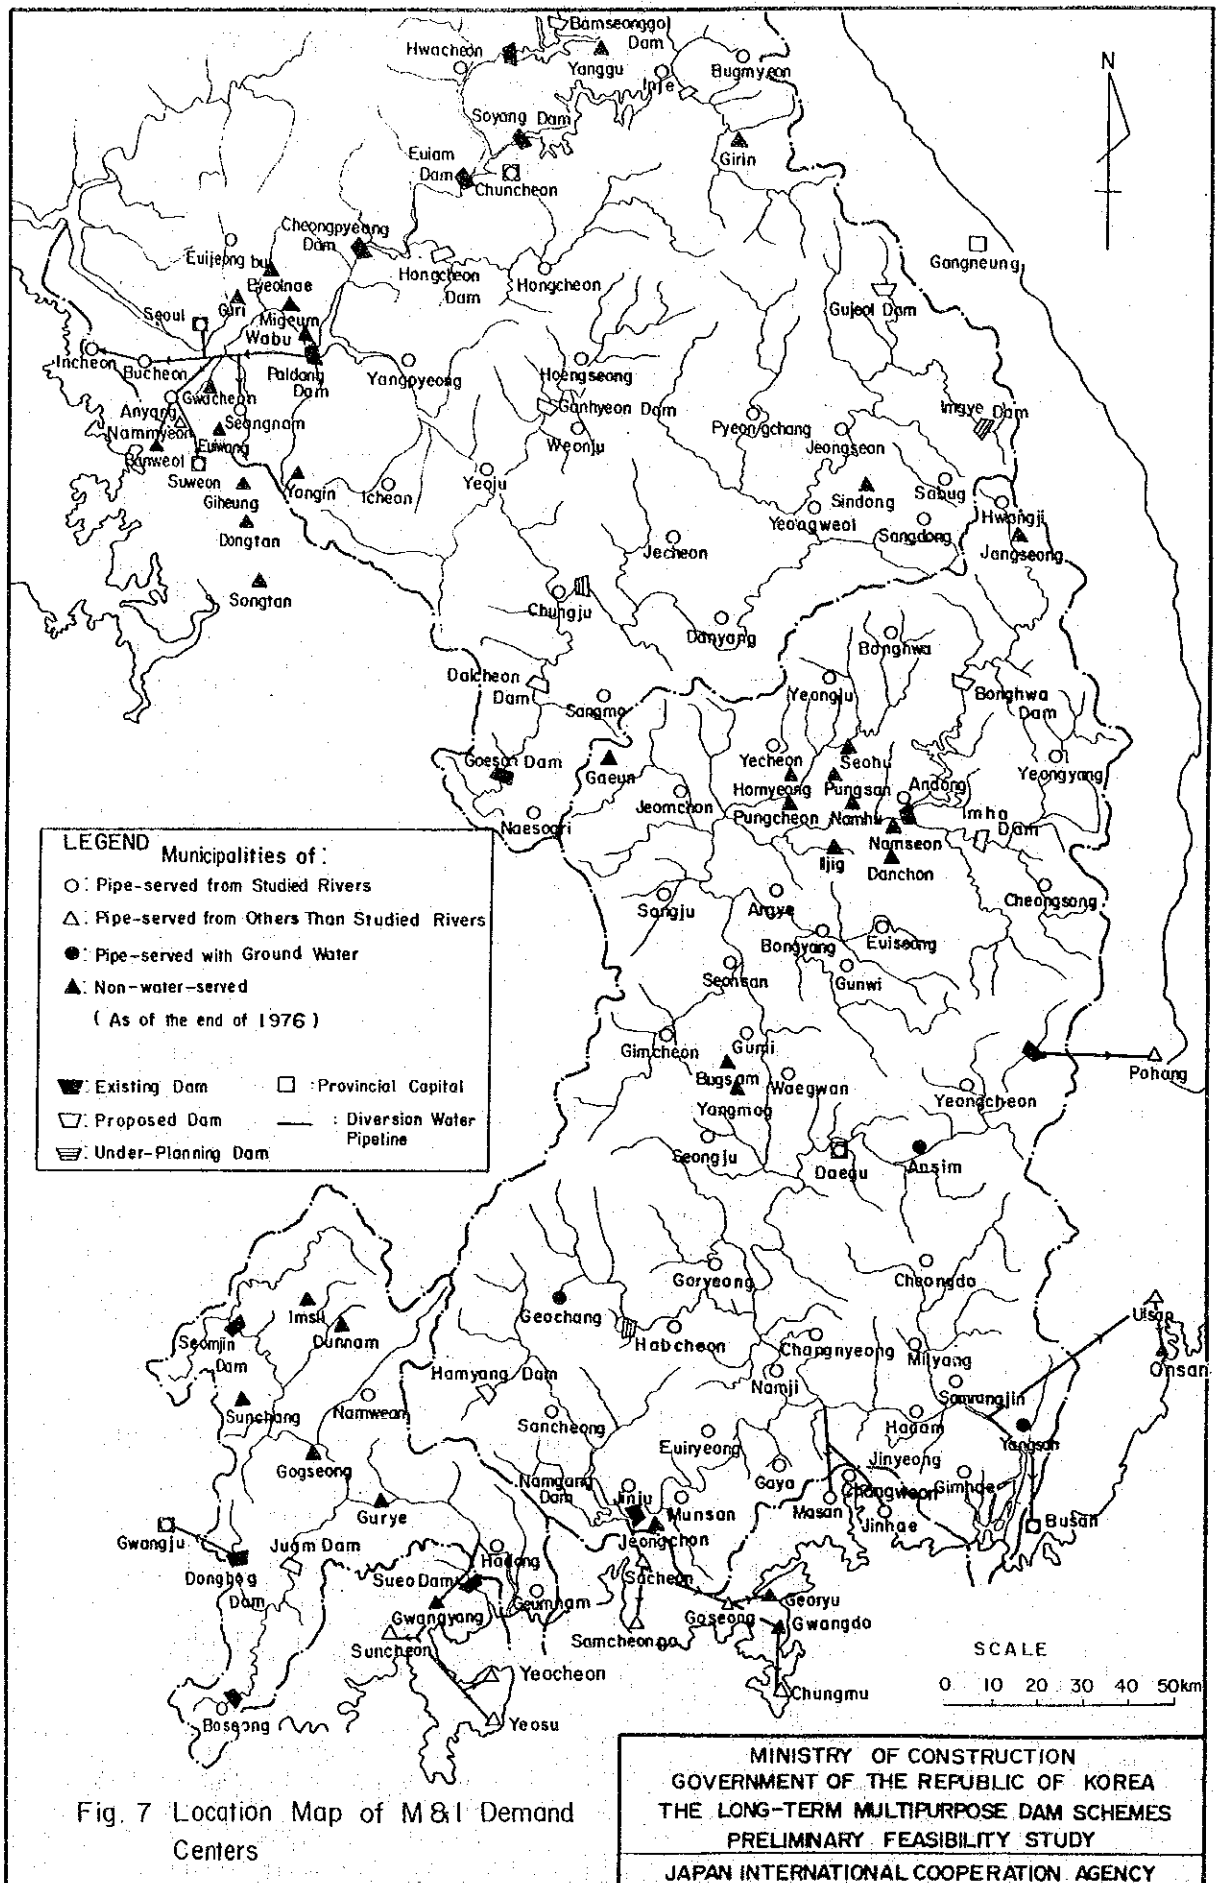 Bamseonggol
Dam
Hwacheon
Yanggu
Inje
Bugmyeon
N
Soyang Dam
Girin
Euiam
Dam
Chuncheon
Cheongpyeong
Dam
Gangneung
Euijeong bu
Byeolnae
Hongcheon
Dam
Hongcheon
Guri
Migeum
Gujeol Dam
Seoul
Wabu
Incheon
Bucheon
Paldang
Dam
Yangpyeong
Hoengseong
Gwacheon
Anyang
Ganhyeon Dam
Imgye Dam
Nammyeon
Seongnam
Pyeongchang
Banweol
Euiwang
Weonju
Jeongseon
Suweon
Giheung
Yongin
Icheon
Yeoju
Sindong
Sabug
Dongtan
Yeongweol
Sangdong
Hwangji
Jecheon
Jangseong
Songtan
Chungju
Danyang
Bonghwa
Dalcheon
Dam
Yeongju
Bonghwa
Dam
Sangmo
Goesan Dam
Gaeun
Yecheon
Seohu
Yeongyang
Homyeong
Pungsan
Andong
Jeomchon
Pungcheon
Namhu
Imha
Dam
Naesogri
Namseon
Iljig
Danchon
LEGEND
Municipalities of :
○ : Pipe-served from Studied Rivers
△ : Pipe-served from Others Than Studied Rivers
● : Pipe-served with Ground Water
▲ : Non-water-served
( As of the end of 1976 )
: Existing Dam
□ : Provincial Capital
: Proposed Dam
: Diversion Water
Pipeline
: Under-Planning Dam
Cheongsong
Sangju
Angye
Bongyang
Euiseong
Seonsan
Gunwi
Gimcheon
Gumi
Bugsam
Waegwan
Pohang
Yangmog
Yeongcheon
Seongju
Daegu
Ansim
Goryeong
Cheongdo
Imsil
Geochang
Ulsan
Seomjin
Dam
Dunnam
Habcheon
Changnyeong
Milyang
Onsan
Hamyang Dam
Namji
Samrangjin
Sunchang
Namweon
Sancheong
Hanam
Yangsan
Euiryeong
Jinyeong
Gogseong
Namgang
Dam
Gaya
Jinju
Changweon
Gimhae
Gurye
Munsan
Masan
Jinhae
Busan
Gwangju
Jeongchon
Juam Dam
Hadong
Dongbog
Dam
Sueo Dam
Sacheon
Geumnam
Georyu
Gwangyang
Goseong
Gwangdo
Suncheon
Samcheonpo
SCALE
Yeocheon
0 10 20 30 40 50km
Chungmu
Boseong
Yeosu
Fig. 7 Location Map of M&I Demand
Centers
MINISTRY OF CONSTRUCTION
GOVERNMENT OF THE REPUBLIC OF KOREA
THE LONG-TERM MULTIPURPOSE DAM SCHEMES
PRELIMINARY FEASIBILITY STUDY
JAPAN INTERNATIONAL COOPERATION AGENCY